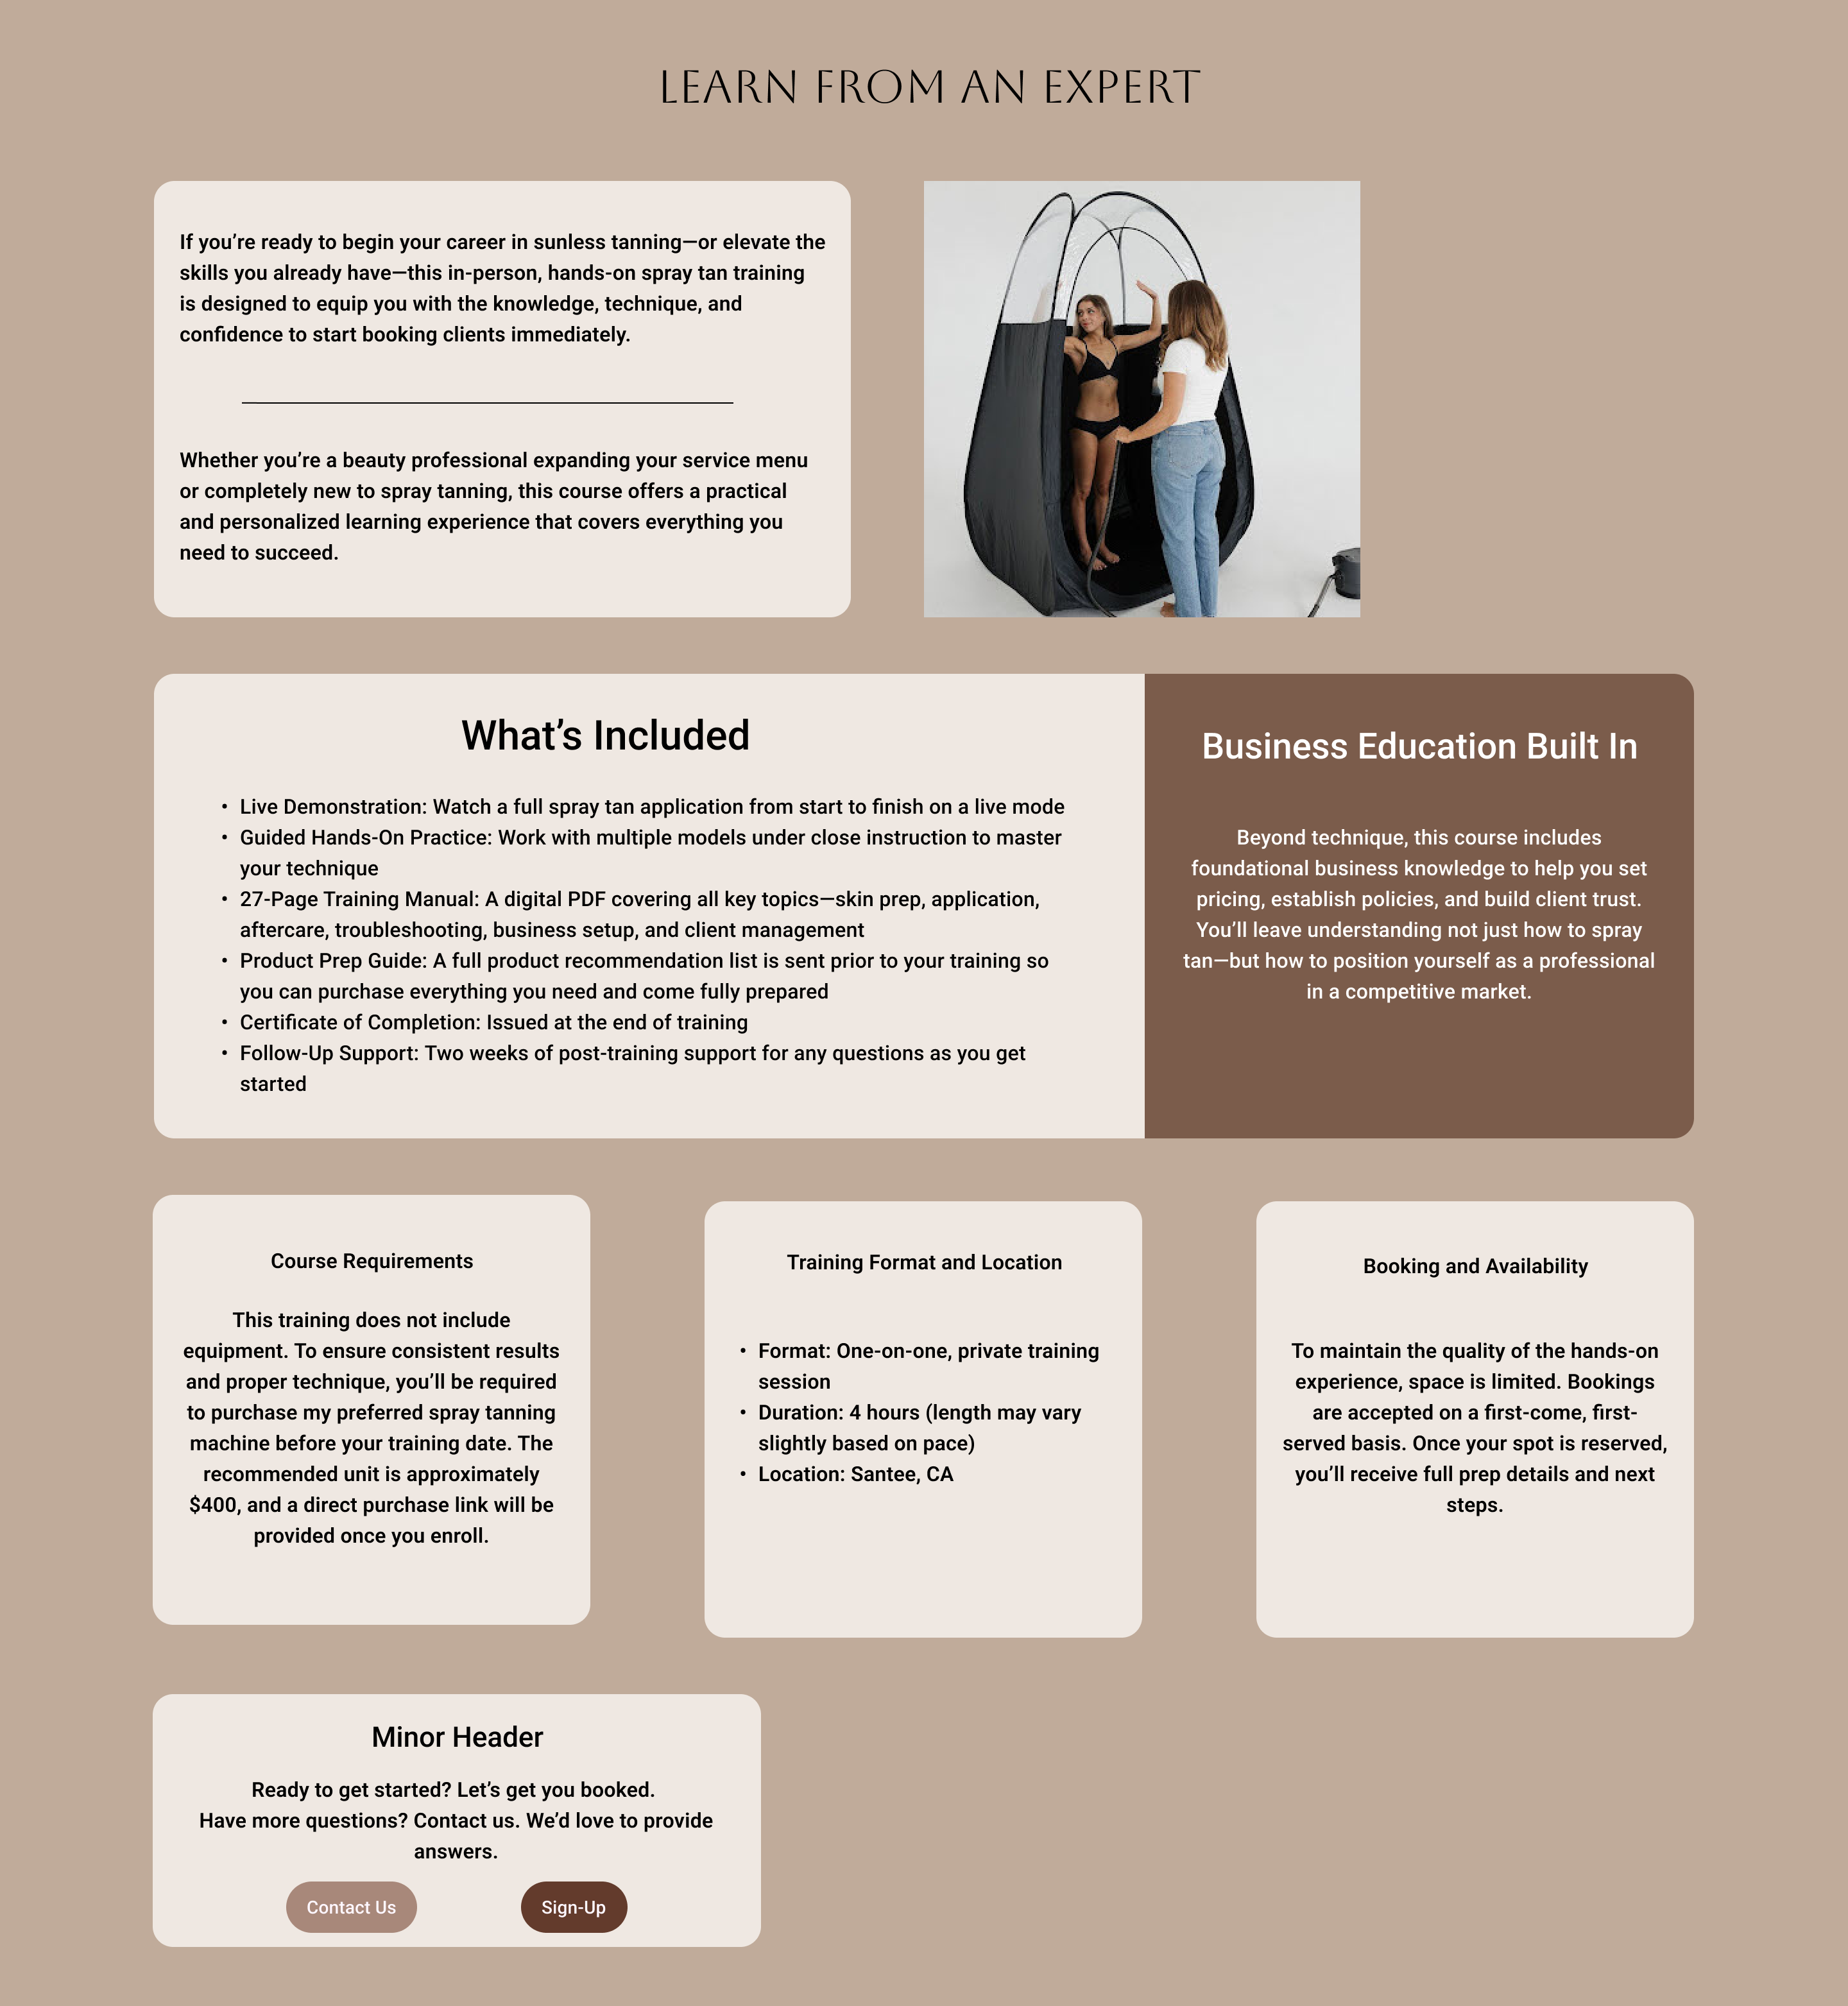 LEARN FROM AN EXPERT
If you’re ready to begin your career in sunless tanning—or elevate the
skills you already have—this in-person, hands-on spray tan training
is designed to equip you with the knowledge, technique, and
confidence to start booking clients immediately.
Whether you’re a beauty professional expanding your service menu
or completely new to spray tanning, this course offers a practical
and personalized learning experience that covers everything you
need to succeed.
What’s Included
• Live Demonstration: Watch a full spray tan application from start to finish on a live mode
• Guided Hands-On Practice: Work with multiple models under close instruction to master
your technique
• 27-Page Training Manual: A digital PDF covering all key topics—skin prep, application,
aftercare, troubleshooting, business setup, and client management
• Product Prep Guide: A full product recommendation list is sent prior to your training so
you can purchase everything you need and come fully prepared
• Certificate of Completion: Issued at the end of training
• Follow-Up Support: Two weeks of post-training support for any questions as you get
started
Business Education Built In
Beyond technique, this course includes
foundational business knowledge to help you set
pricing, establish policies, and build client trust.
You’ll leave understanding not just how to spray
tan—but how to position yourself as a professional
in a competitive market.
Course Requirements
This training does not include
equipment. To ensure consistent results
and proper technique, you’ll be required
to purchase my preferred spray tanning
machine before your training date. The
recommended unit is approximately
$400, and a direct purchase link will be
provided once you enroll.
Training Format and Location
• Format: One-on-one, private training
session
• Duration: 4 hours (length may vary
slightly based on pace)
• Location: Santee, CA
Booking and Availability
To maintain the quality of the hands-on
experience, space is limited. Bookings
are accepted on a first-come, first-
served basis. Once your spot is reserved,
you’ll receive full prep details and next
steps.
Minor Header
Ready to get started? Let’s get you booked.
Have more questions? Contact us. We’d love to provide
answers.
Contact Us
Sign-Up